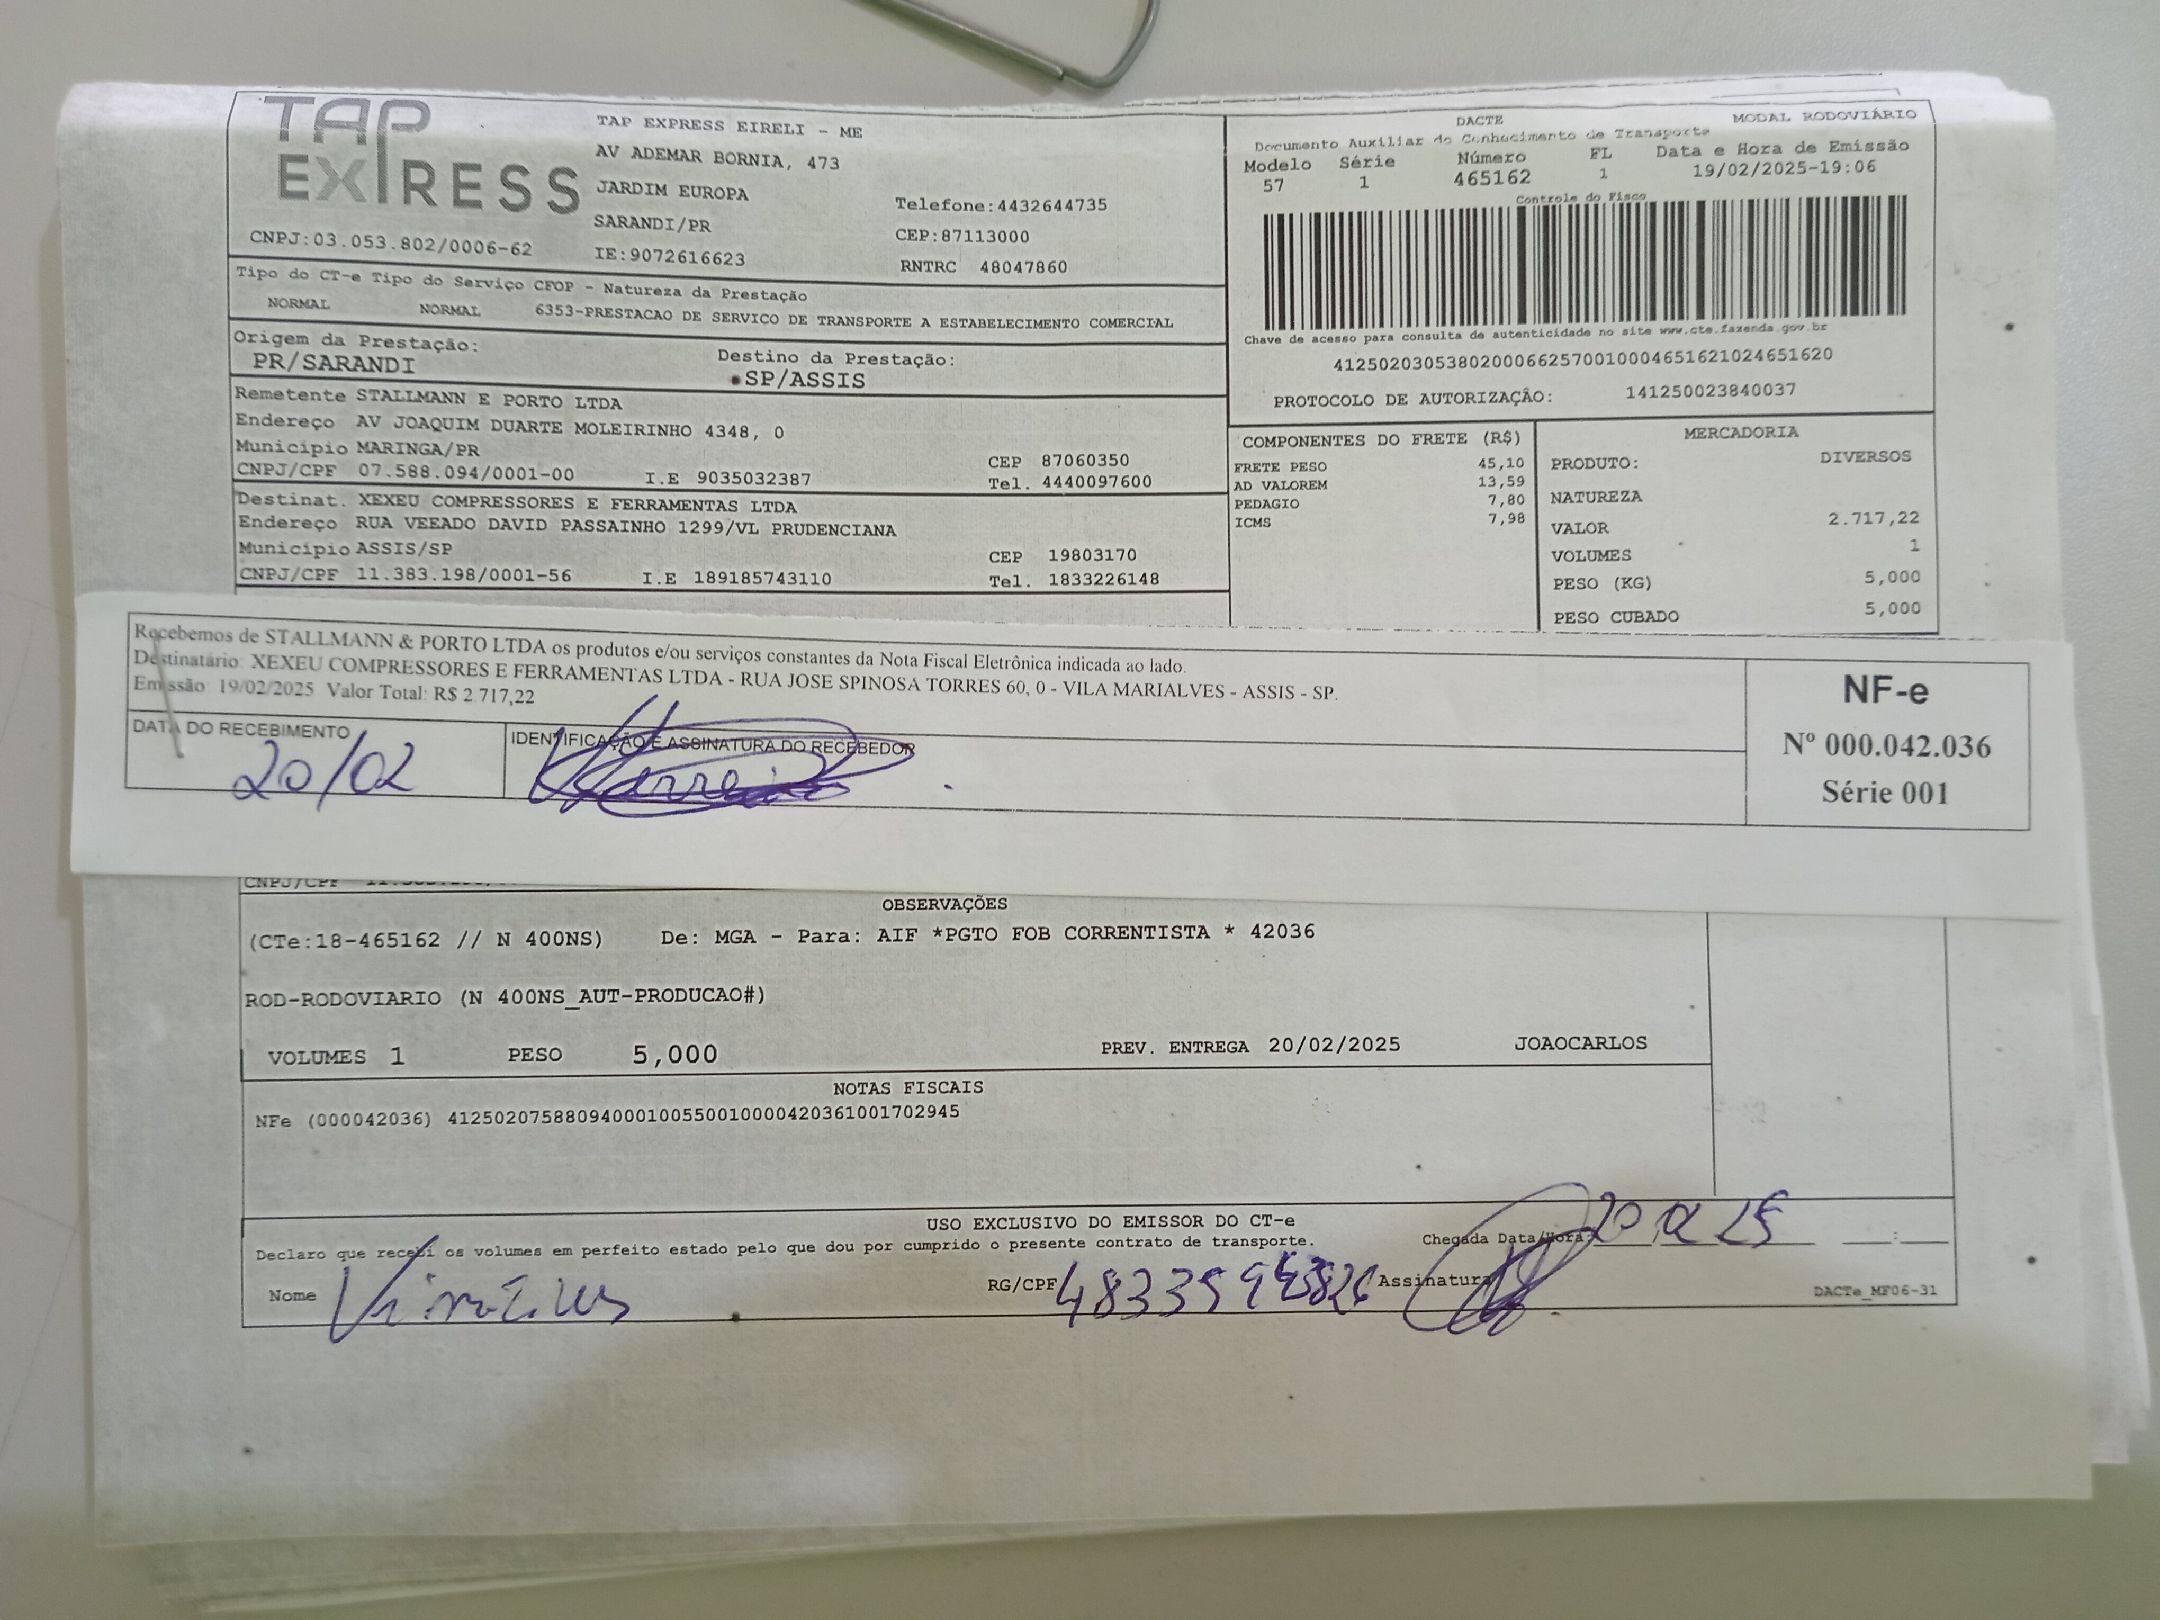 TAP EXPRESS
TAP EXPRESS EIRELI - ME
AV ADEMAR BORNIA, 473
JARDIM EUROPA
SARANDI/PR
Telefone:4432644735
CEP:87113000
CNPJ:03.053.802/0006-62
IE:9072616623
RNTRC 48047860
DACTE
MODAL RODOVIÁRIO
Documento Auxiliar do Conhecimento de Transporte
Modelo Série Número FL Data e Hora de Emissão
57 1 465162 1 19/02/2025-19:06
Controle do Fisco
Chave de acesso para consulta de autenticidade no site www.cte.fazenda.gov.br
41250203053802000662570010004651621024651620
PROTOCOLO DE AUTORIZAÇÂO: 141250023840037
Tipo do CT-e Tipo do Serviço CFOP - Natureza da Prestação
NORMAL NORMAL 6353-PRESTACAO DE SERVICO DE TRANSPORTE A ESTABELECIMENTO COMERCIAL
Origem da Prestação: Destino da Prestação:
PR/SARANDI SP/ASSIS
Remetente STALLMANN E PORTO LTDA
Endereço AV JOAQUIM DUARTE MOLEIRINHO 4348, 0
Município MARINGA/PR CEP 87060350
CNPJ/CPF 07.588.094/0001-00 I.E 9035032387 Tel. 4440097600
Destinat. XEXEU COMPRESSORES E FERRAMENTAS LTDA
Endereço RUA VEEADO DAVID PASSAINHO 1299/VL PRUDENCIANA
Município ASSIS/SP CEP 19803170
CNPJ/CPF 11.383.198/0001-56 I.E 189185743110 Tel. 1833226148
COMPONENTES DO FRETE (R$)
FRETE PESO 45,10
AD VALOREM 13,59
PEDAGIO 7,80
ICMS 7,98
MERCADORIA
PRODUTO: DIVERSOS
NATUREZA
VALOR 2.717,22
VOLUMES 1
PESO (KG) 5,000
PESO CUBADO 5,000
Recebemos de STALLMANN & PORTO LTDA os produtos e/ou serviços constantes da Nota Fiscal Eletrônica indicada ao lado.
Destinatário: XEXEU COMPRESSORES E FERRAMENTAS LTDA - RUA JOSE SPINOSA TORRES 60, 0 - VILA MARIALVES - ASSIS - SP.
Emissão: 19/02/2025 Valor Total: R$ 2.717,22
DATA DO RECEBIMENTO
20/02
IDENTIFICAÇÃO E ASSINATURA DO RECEBEDOR
NF-e
Nº 000.042.036
Série 001
CNPJ/CPF
OBSERVAÇÕES
(CTe:18-465162 // N 400NS) De: MGA - Para: AIF *PGTO FOB CORRENTISTA * 42036
ROD-RODOVIARIO (N 400NS_AUT-PRODUCAO#)
VOLUMES 1 PESO 5,000 PREV. ENTREGA 20/02/2025 JOAOCARLOS
NOTAS FISCAIS
NFe (000042036) 41250207588094000100550010000420361001702945
USO EXCLUSIVO DO EMISSOR DO CT-e
Declaro que recebi os volumes em perfeito estado pelo que dou por cumprido o presente contrato de transporte.
Chegada Data/Hora: 20 02 25 __:__
Nome
RG/CPF
Assinatura
DACTe_MF06-31